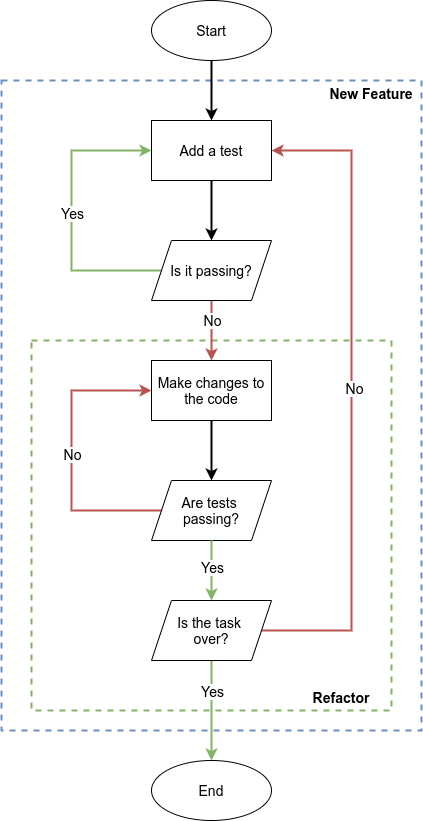 Start
New Feature
Add a test
Yes
Is it passing?
No
Make changes to
the code
No
No
Are tests
passing?
Yes
Is the task
over?
Yes
Refactor
End